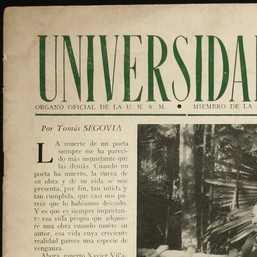 UNIVERSIDA
ORGANO OFICIAL DE LA U. N. A. M. • MIEMBRO DE LA
Por Tomás SEGOVIA
LA muerte de un poeta
siempre me ha pareci-
do más inquietante que
las demás. Cuando un
poeta ha muerto, la curva de
su obra y de su vida se nos
presenta, por fin, tan nítida y
tan cumplida, que casi nos pa-
rece que lo habíamos deseado.
Y es que es siempre inquietan-
te esa vida propia que adquie-
re una obra cuando muere su
autor, esa vida cuya creciente
realidad parece una especie de
venganza.
Ahora, muerto Xavier Villa-